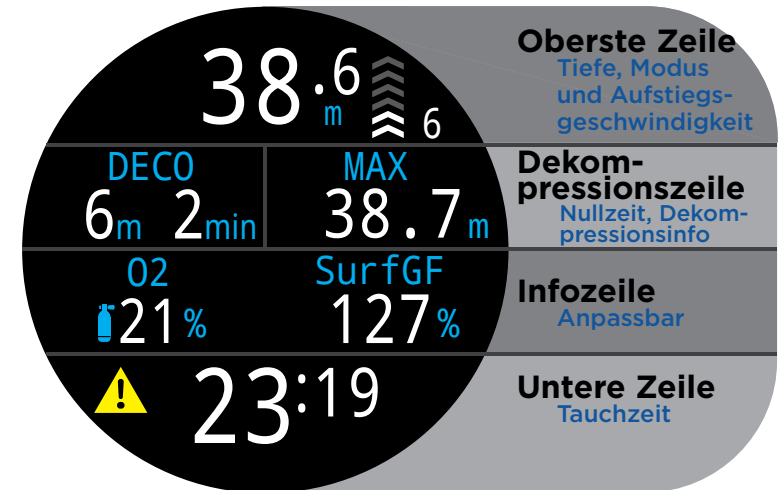 38.6 m 6
Oberste Zeile
Tiefe, Modus
und Aufstiegs-
geschwindigkeit
DECO MAX
6m 2min 38.7m
Dekom-
pressionszeile
Nullzeit, Dekom-
pressionsinfo
O2 SurfGF
21% 127%
Infozeile
Anpassbar
23:19
Untere Zeile
Tauchzeit